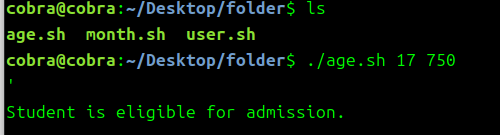 cobra@cobra:~/Desktop/folder$ ls
age.sh  month.sh  user.sh
cobra@cobra:~/Desktop/folder$ ./age.sh 17 750
'
Student is eligible for admission.